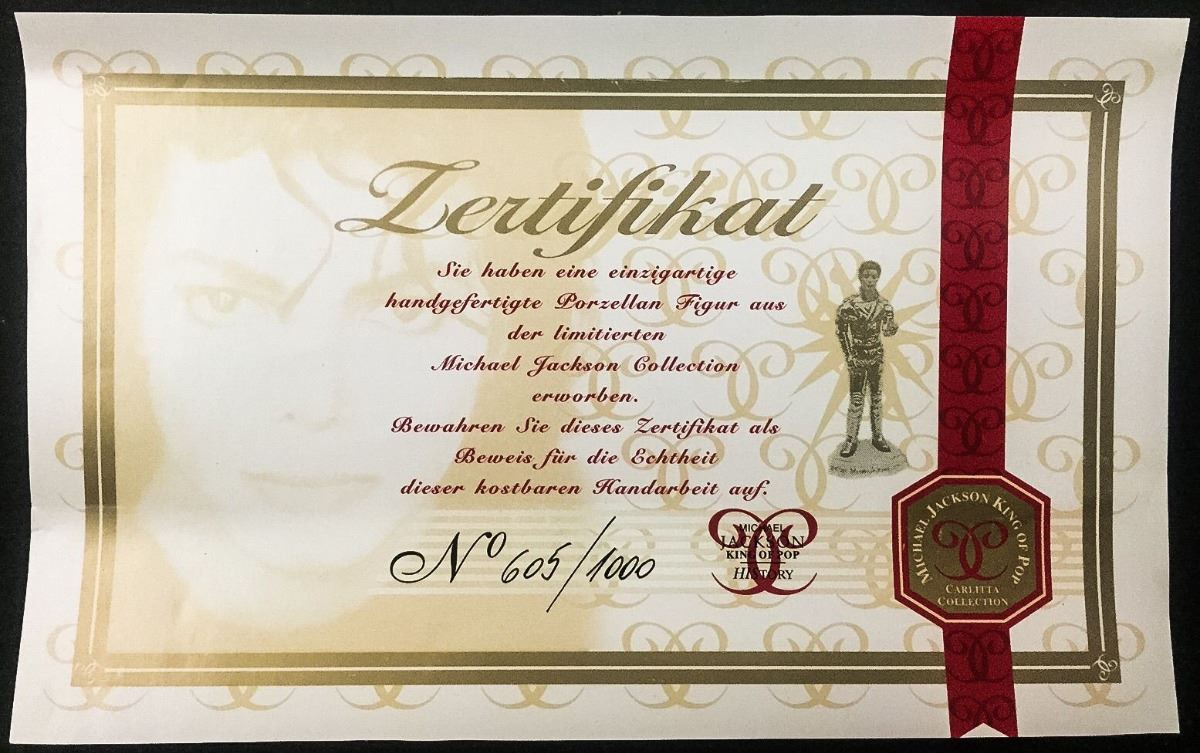 Zertifikat
Sie haben eine einzigartige
handgefertigte Porzellan Figur aus
der limitierten
Michael Jackson Collection
erworben.
Bewahren Sie dieses Zertifikat als
Beweis für die Echtheit
dieser kostbaren Handarbeit auf.
Nº 605/1000
MICHAEL
JACKSON
KING OF POP
HISTORY
MICHAEL JACKSON KING OF POP
CARLITTA
COLLECTION